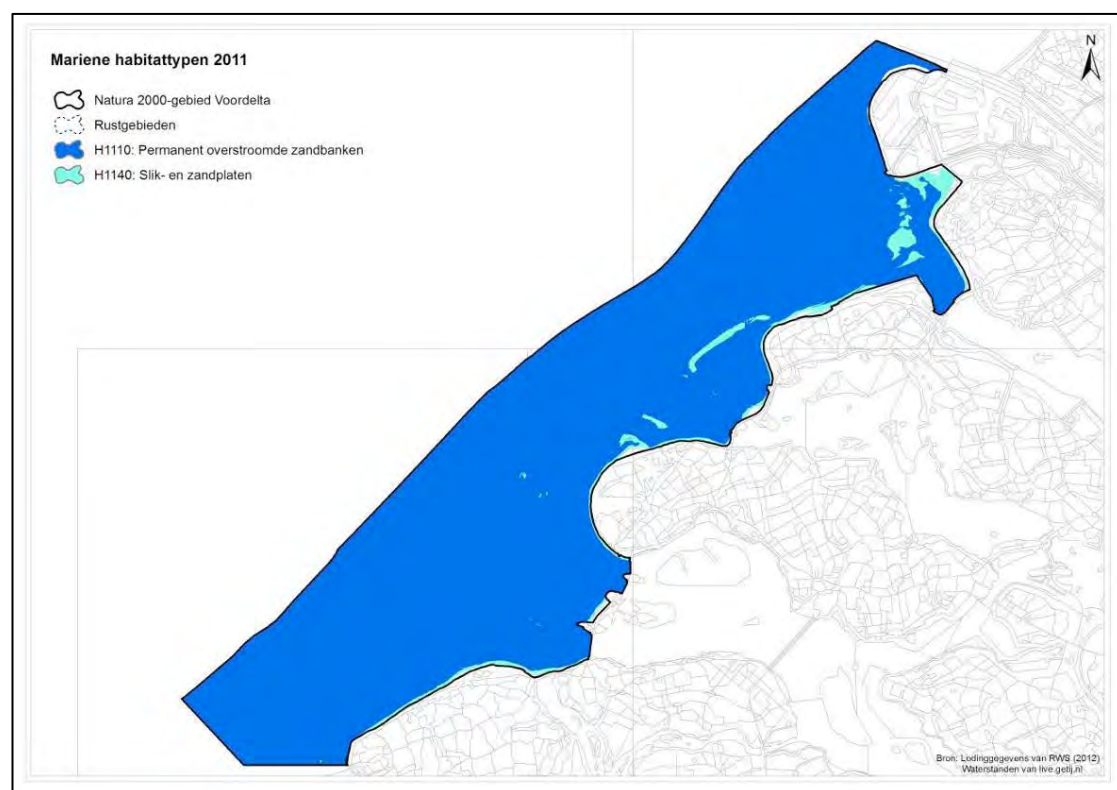 Mariene habitattypen 2011
Natura 2000-gebied Voordelta
Rustgebieden
H1110: Permanent overstroomde zandbanken
H1140: Slik- en zandplaten
N
Bron: Lodinggegevens van RWS (2012)
Waterstanden van live.getij.nl